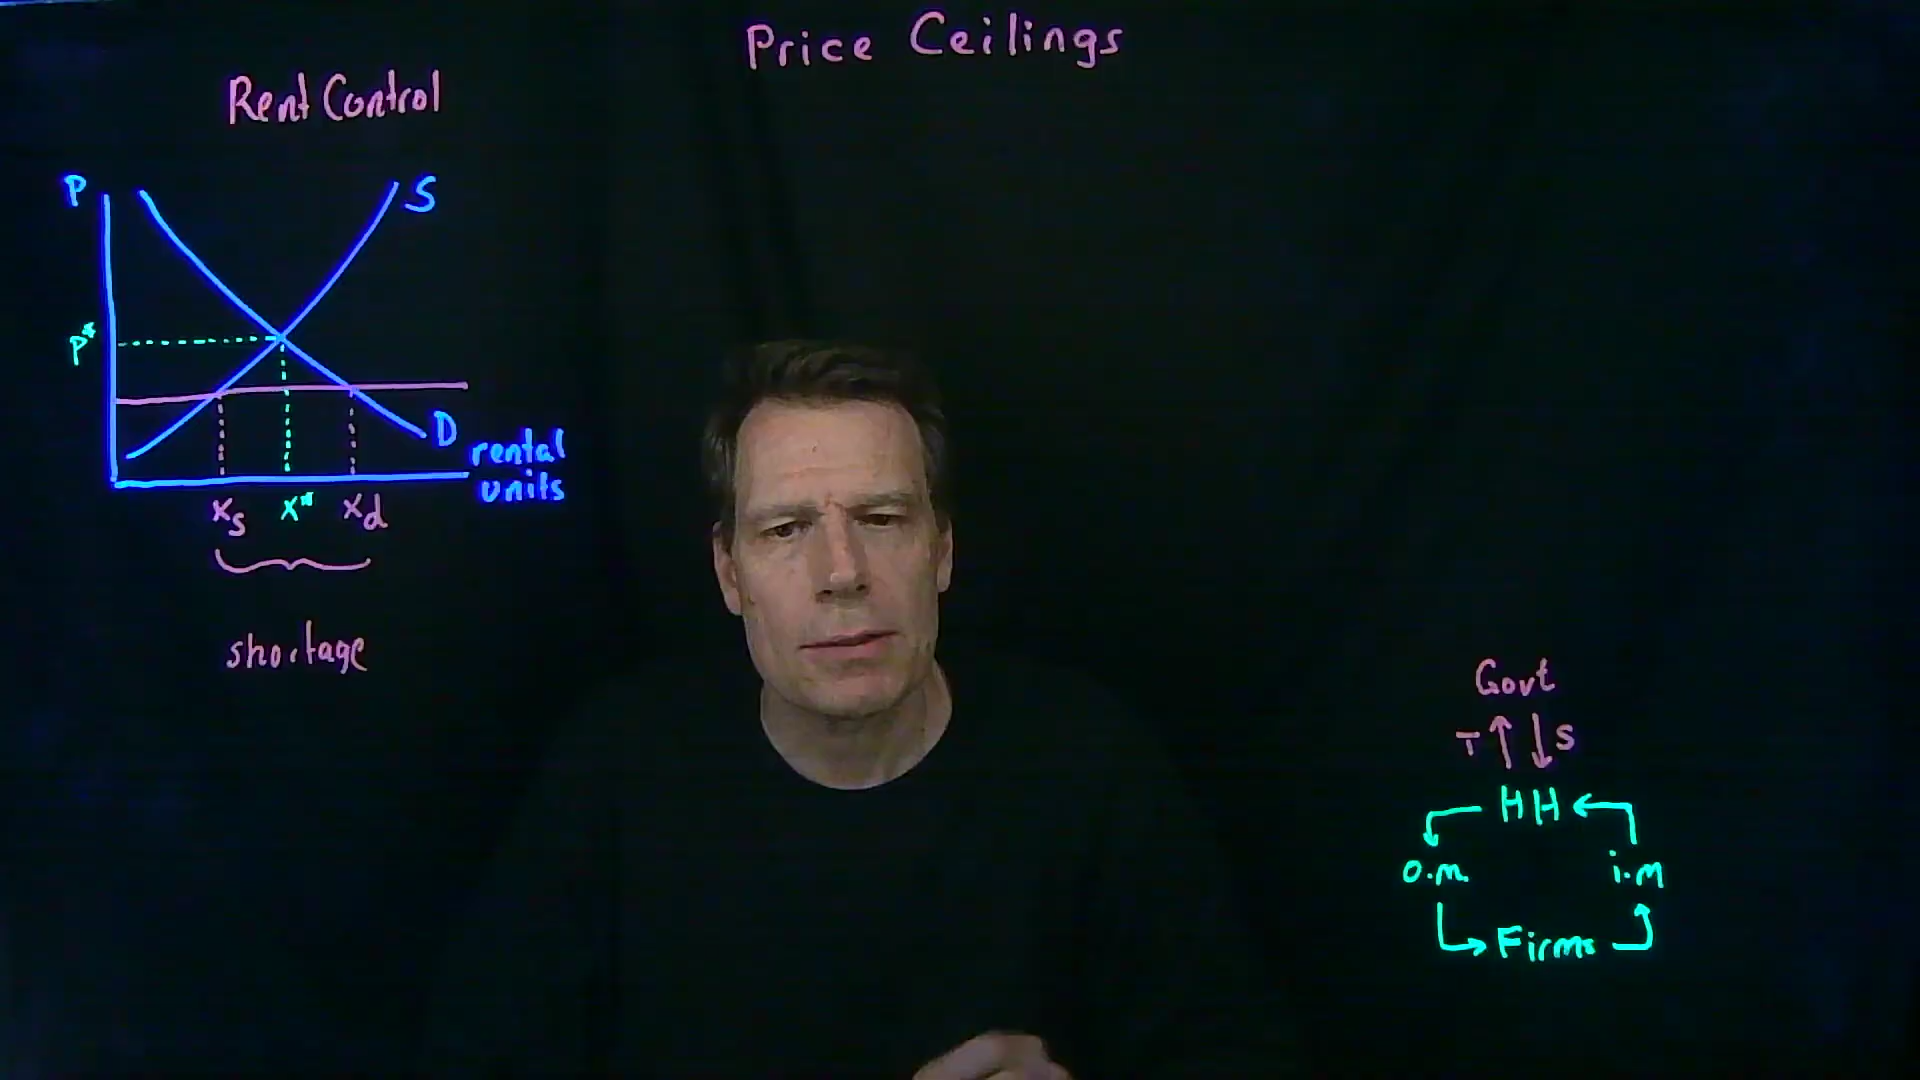 Price Ceilings
Rent Control
P
S
P*
D
rental
units
xs x* xd
shortage
Govt
T S
HH
o.m. i.m
Firms